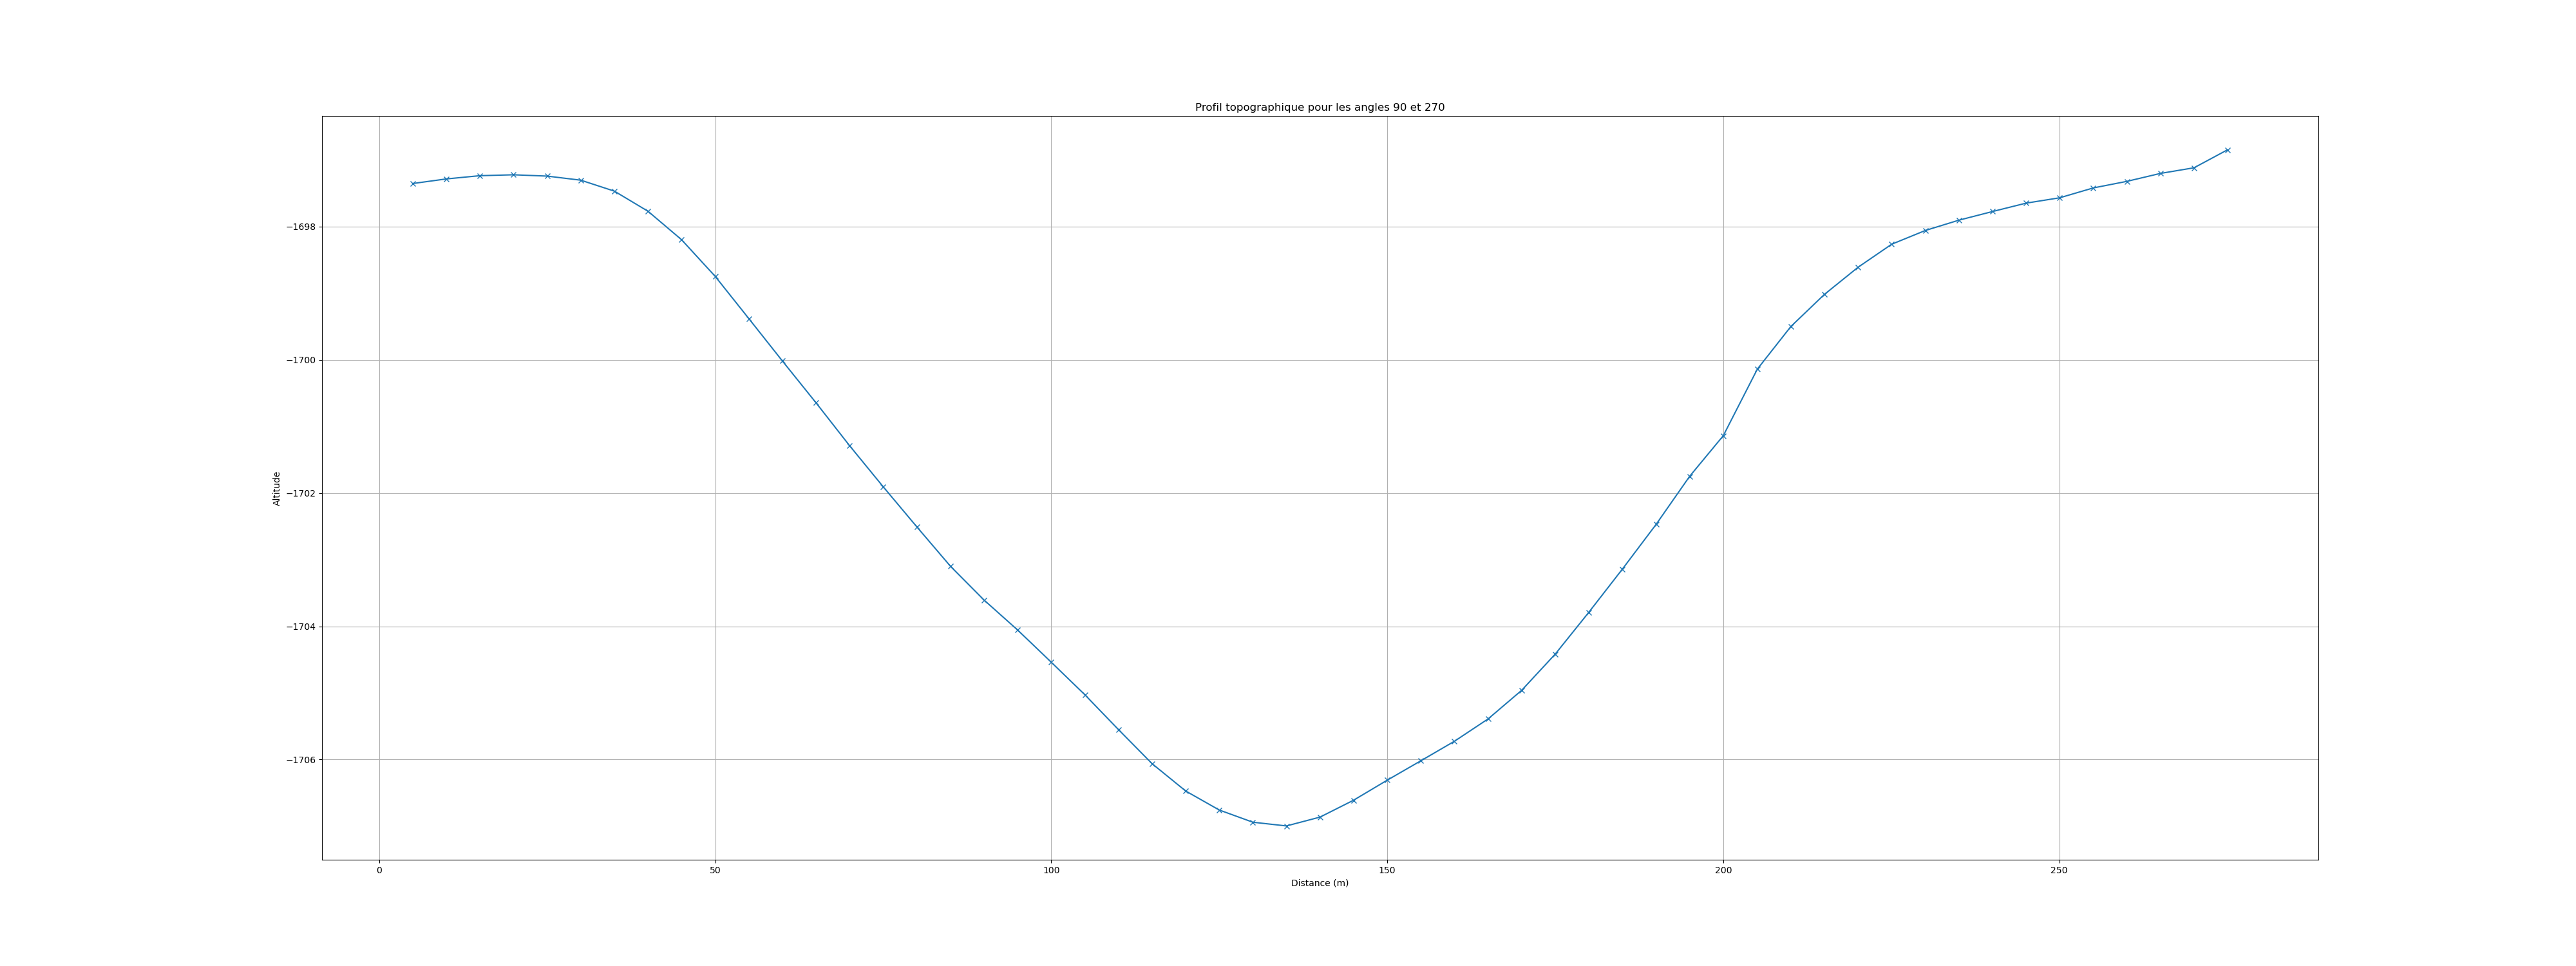 Profil topographique pour les angles 90 et 270
−1698
−1700
−1702
−1704
−1706
Altitude
0 50 100 150 200 250
Distance (m)